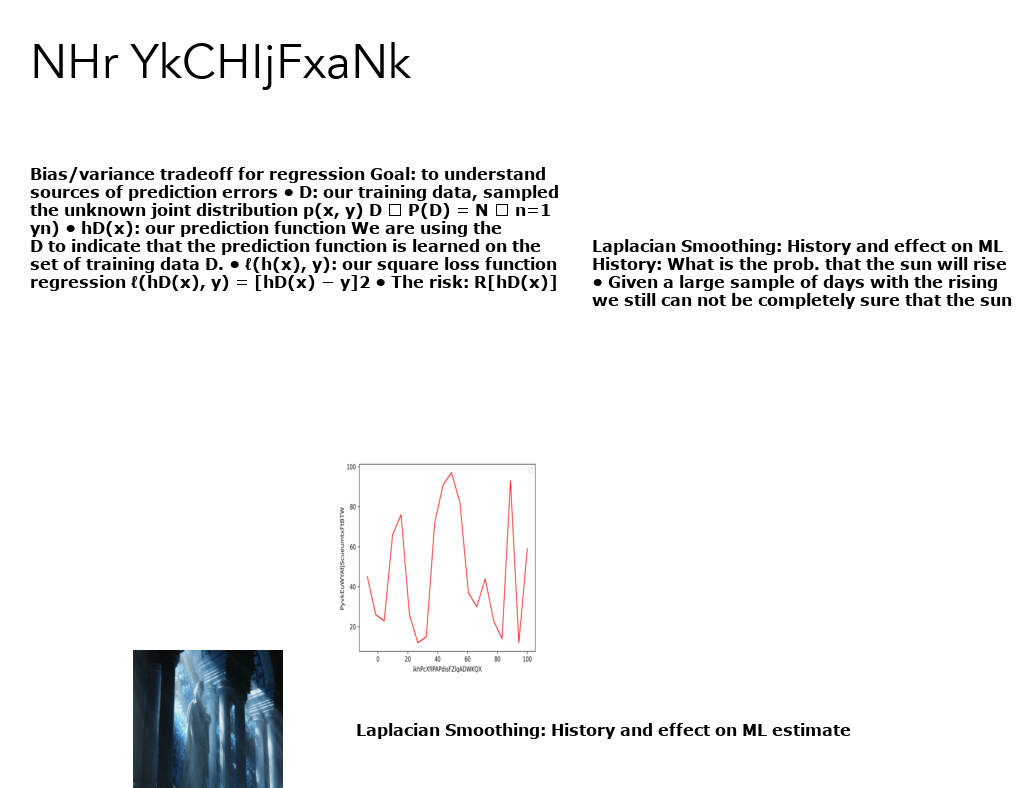 NHr YkCHIjFxaNk
Bias/variance tradeoff for regression Goal: to understand
sources of prediction errors • D: our training data, sampled
the unknown joint distribution p(x, y) D □ P(D) = N □ n=1
yn) • hD(x): our prediction function We are using the
D to indicate that the prediction function is learned on the
set of training data D. • ℓ(h(x), y): our square loss function
regression ℓ(hD(x), y) = [hD(x) − y]2 • The risk: R[hD(x)]
Laplacian Smoothing: History and effect on ML
History: What is the prob. that the sun will rise
• Given a large sample of days with the rising
we still can not be completely sure that the sun
100
80
60
40
20
0 20 40 60 80 100
Laplacian Smoothing: History and effect on ML estimate